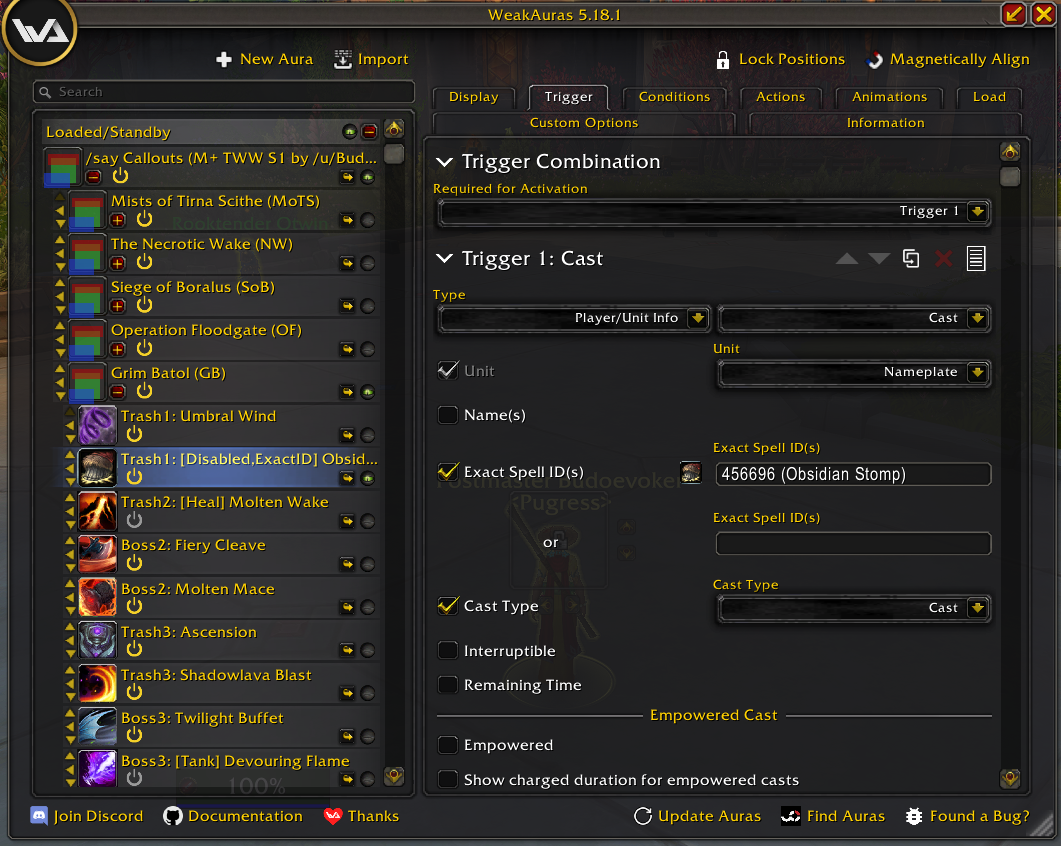 WeakAuras 5.18.1
New Aura
Import
Lock Positions
Magnetically Align
Search
Display
Trigger
Conditions
Actions
Animations
Load
Custom Options
Information
Loaded/Standby
/say Callouts (M+ TWW S1 by /u/Bud...
Mists of Tirna Scithe (MoTS)
The Necrotic Wake (NW)
Siege of Boralus (SoB)
Operation Floodgate (OF)
Grim Batol (GB)
Trash1: Umbral Wind
Trash1: [Disabled,ExactID] Obsid...
Trash2: [Heal] Molten Wake
Boss2: Fiery Cleave
Boss2: Molten Mace
Trash3: Ascension
Trash3: Shadowlava Blast
Boss3: Twilight Buffet
Boss3: [Tank] Devouring Flame
100%
Trigger Combination
Required for Activation
Trigger 1
Trigger 1: Cast
Type
Player/Unit Info
Cast
Unit
Unit
Nameplate
Name(s)
Exact Spell ID(s)
Exact Spell ID(s)
456696 (Obsidian Stomp)
Postmaster Budoevoker
<Pugress>
Exact Spell ID(s)
or
Cast Type
Cast Type
Cast
Interruptible
Remaining Time
Empowered Cast
Empowered
Show charged duration for empowered casts
Join Discord
Documentation
Thanks
Update Auras
Find Auras
Found a Bug?